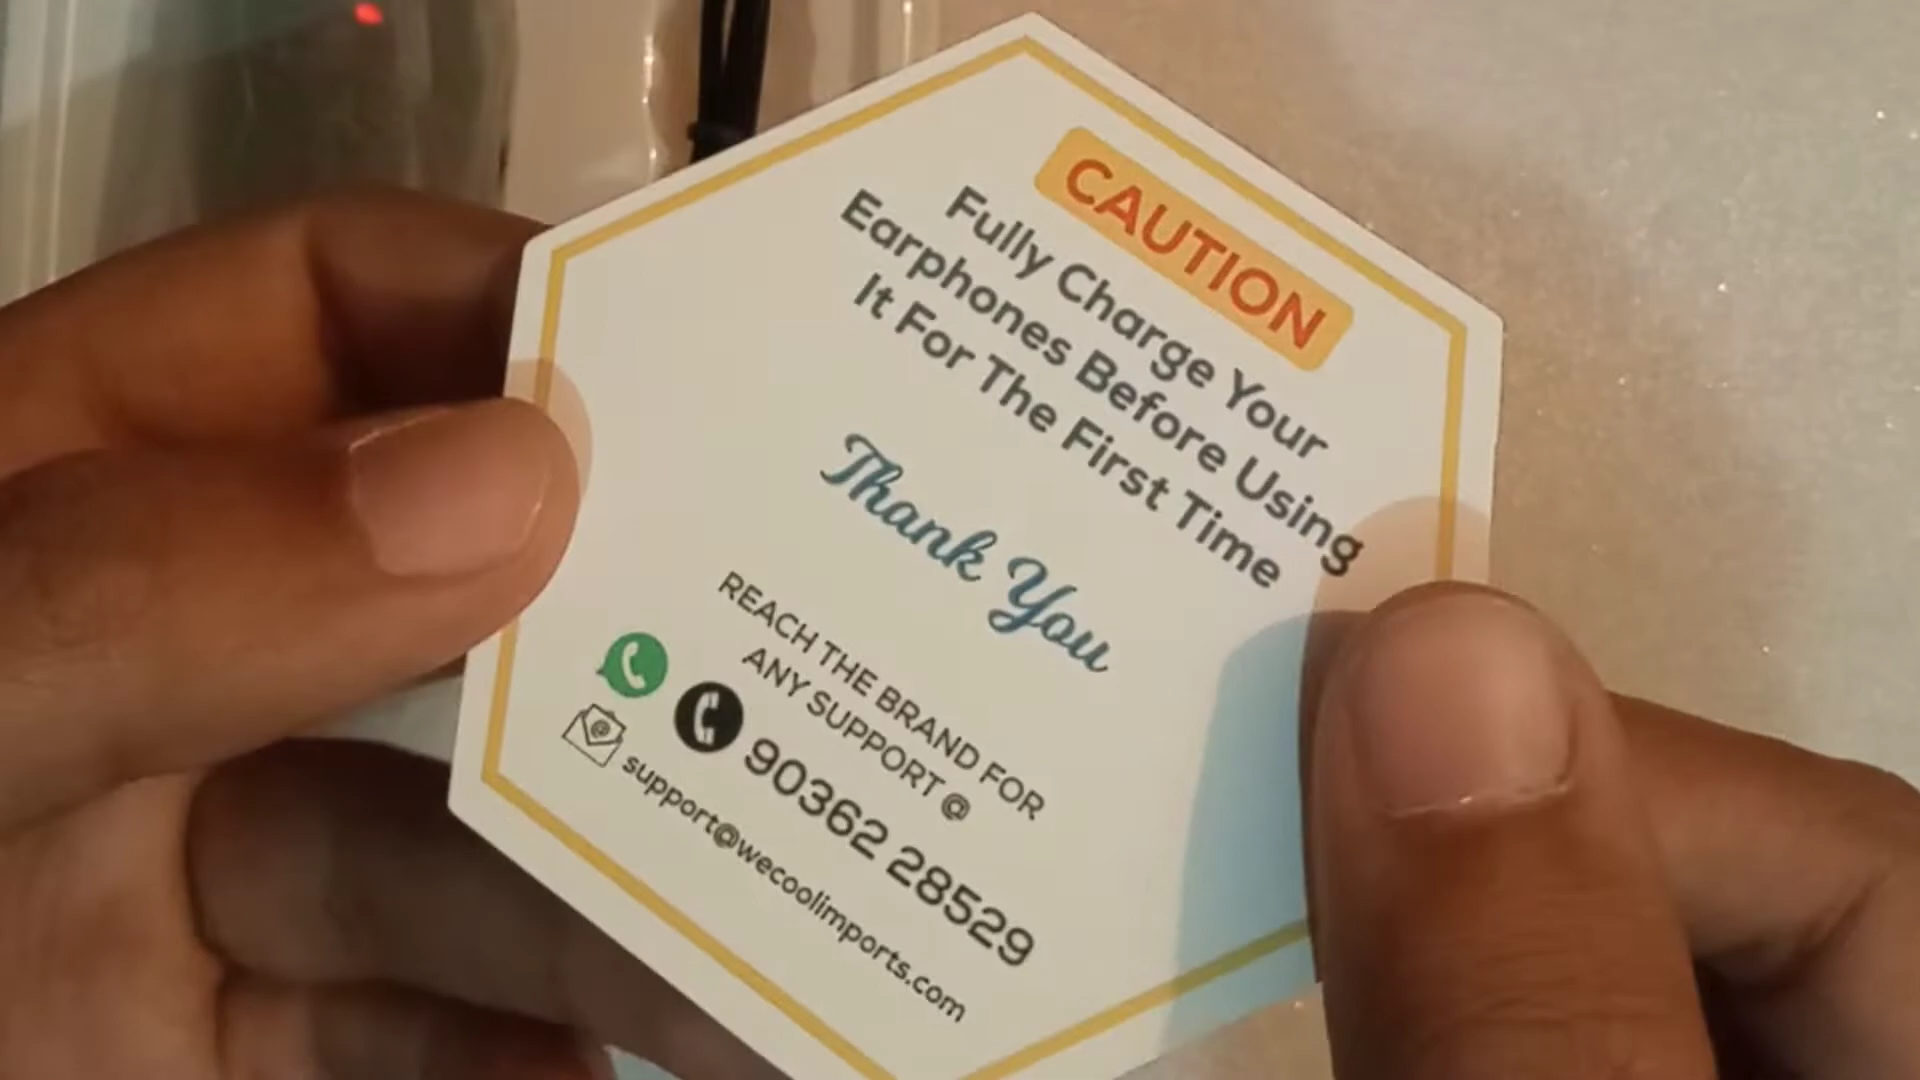 CAUTION
Fully Charge Your
Earphones Before Using
It For The First Time
Thank You
REACH THE BRAND FOR
ANY SUPPORT @
90362 28529
support@wecoolimports.com